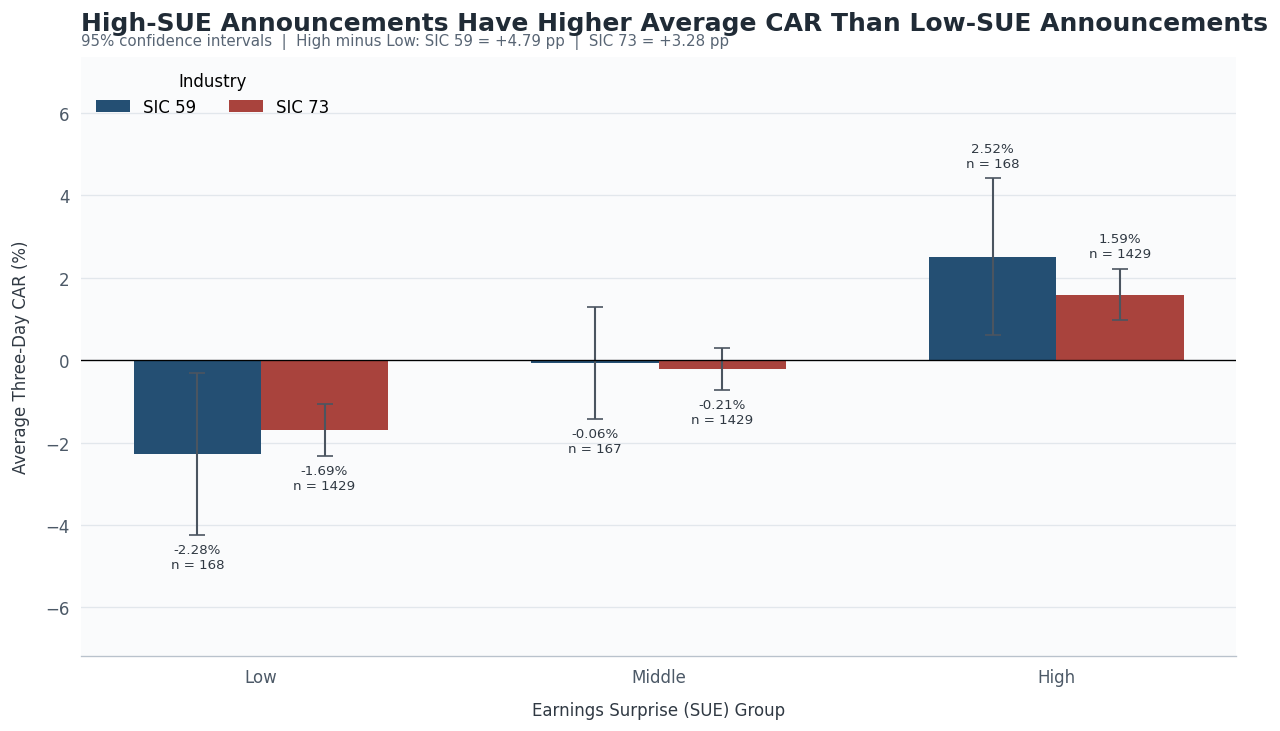 High-SUE Announcements Have Higher Average CAR Than Low-SUE Announcements
95% confidence intervals | High minus Low: SIC 59 = +4.79 pp | SIC 73 = +3.28 pp
Industry
SIC 59 SIC 73
Average Three-Day CAR (%)
6
4
2
0
−2
−4
−6
-2.28%
n = 168
-1.69%
n = 1429
-0.06%
n = 167
-0.21%
n = 1429
2.52%
n = 168
1.59%
n = 1429
Low Middle High
Earnings Surprise (SUE) Group